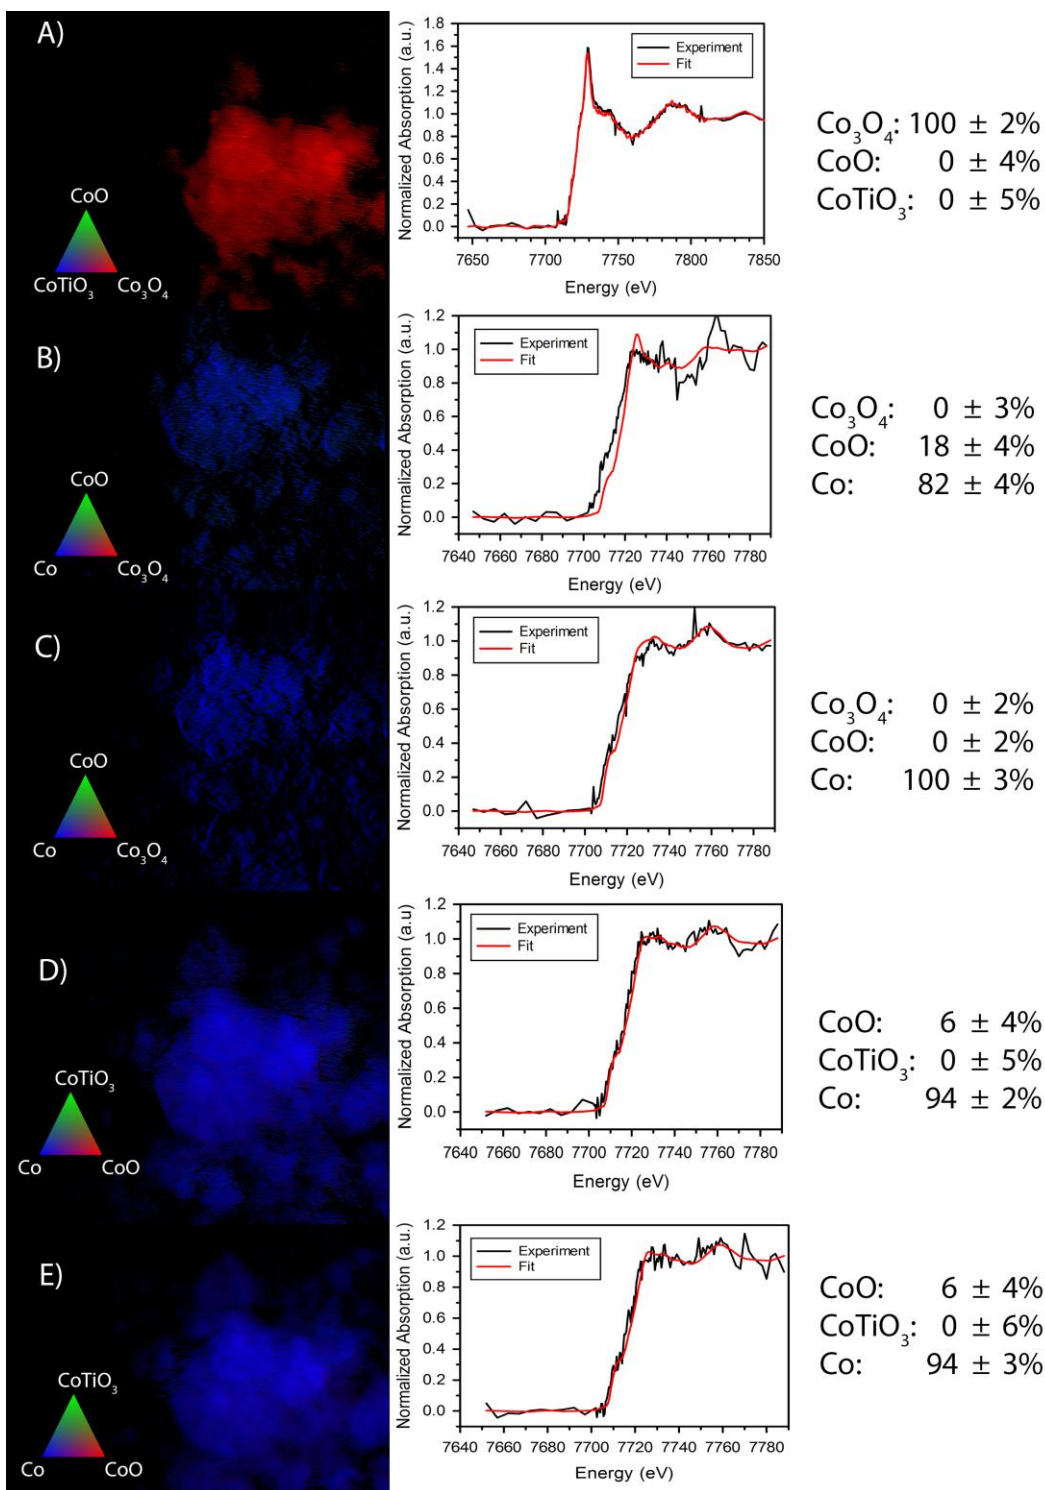 A)
CoO
CoTiO₃ Co₃O₄
Normalized Absorption (a.u.)
1.8
1.6
1.4
1.2
1.0
0.8
0.6
0.4
0.2
0.0
Experiment
Fit
7650 7700 7750 7800 7850
Energy (eV)
Co₃O₄: 100 ± 2%
CoO: 0 ± 4%
CoTiO₃: 0 ± 5%
B)
CoO
Co Co₃O₄
Normalized Absorption (a.u.)
1.2
1.0
0.8
0.6
0.4
0.2
0.0
Experiment
Fit
7640 7660 7680 7700 7720 7740 7760 7780
Energy (eV)
Co₃O₄: 0 ± 3%
CoO: 18 ± 4%
Co: 82 ± 4%
C)
CoO
Co Co₃O₄
Normalized Absorption (a.u.)
1.2
1.0
0.8
0.6
0.4
0.2
0.0
Experiment
Fit
7640 7660 7680 7700 7720 7740 7760 7780
Energy (eV)
Co₃O₄: 0 ± 2%
CoO: 0 ± 2%
Co: 100 ± 3%
D)
CoTiO₃
Co CoO
Normalized Absorption (a.u)
1.2
1.0
0.8
0.6
0.4
0.2
0.0
Experiment
Fit
7640 7660 7680 7700 7720 7740 7760 7780
Energy (eV)
CoO: 6 ± 4%
CoTiO₃: 0 ± 5%
Co: 94 ± 2%
E)
CoTiO₃
Co CoO
Normalized Absorption (a.u.)
1.2
1.0
0.8
0.6
0.4
0.2
0.0
Experiment
Fit
7640 7660 7680 7700 7720 7740 7760 7780
Energy (eV)
CoO: 6 ± 4%
CoTiO₃: 0 ± 6%
Co: 94 ± 3%